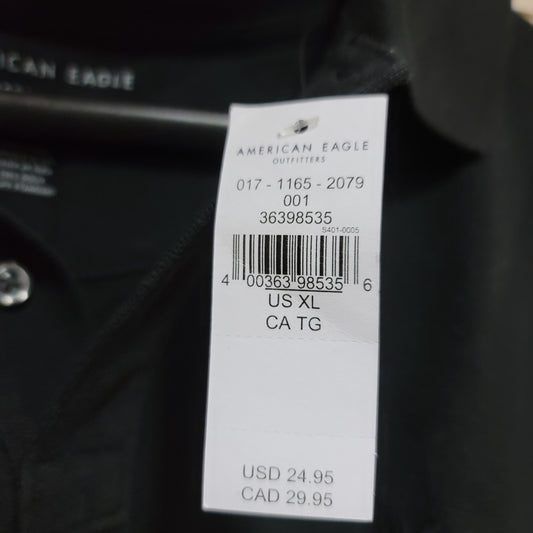 ICAN EAGLE
AMERICAN EAGLE
OUTFITTERS
017 - 1165 - 2079
001
36398535
S401-0005
4 00363 98535 6
US XL
CA TG
USD 24.95
CAD 29.95